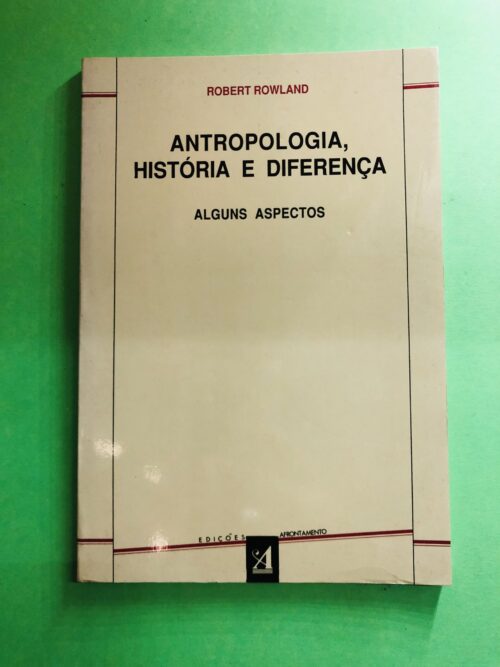 ROBERT ROWLAND
ANTROPOLOGIA,
HISTÓRIA E DIFERENÇA
ALGUNS ASPECTOS
EDIÇÕES AFRONTAMENTO
A